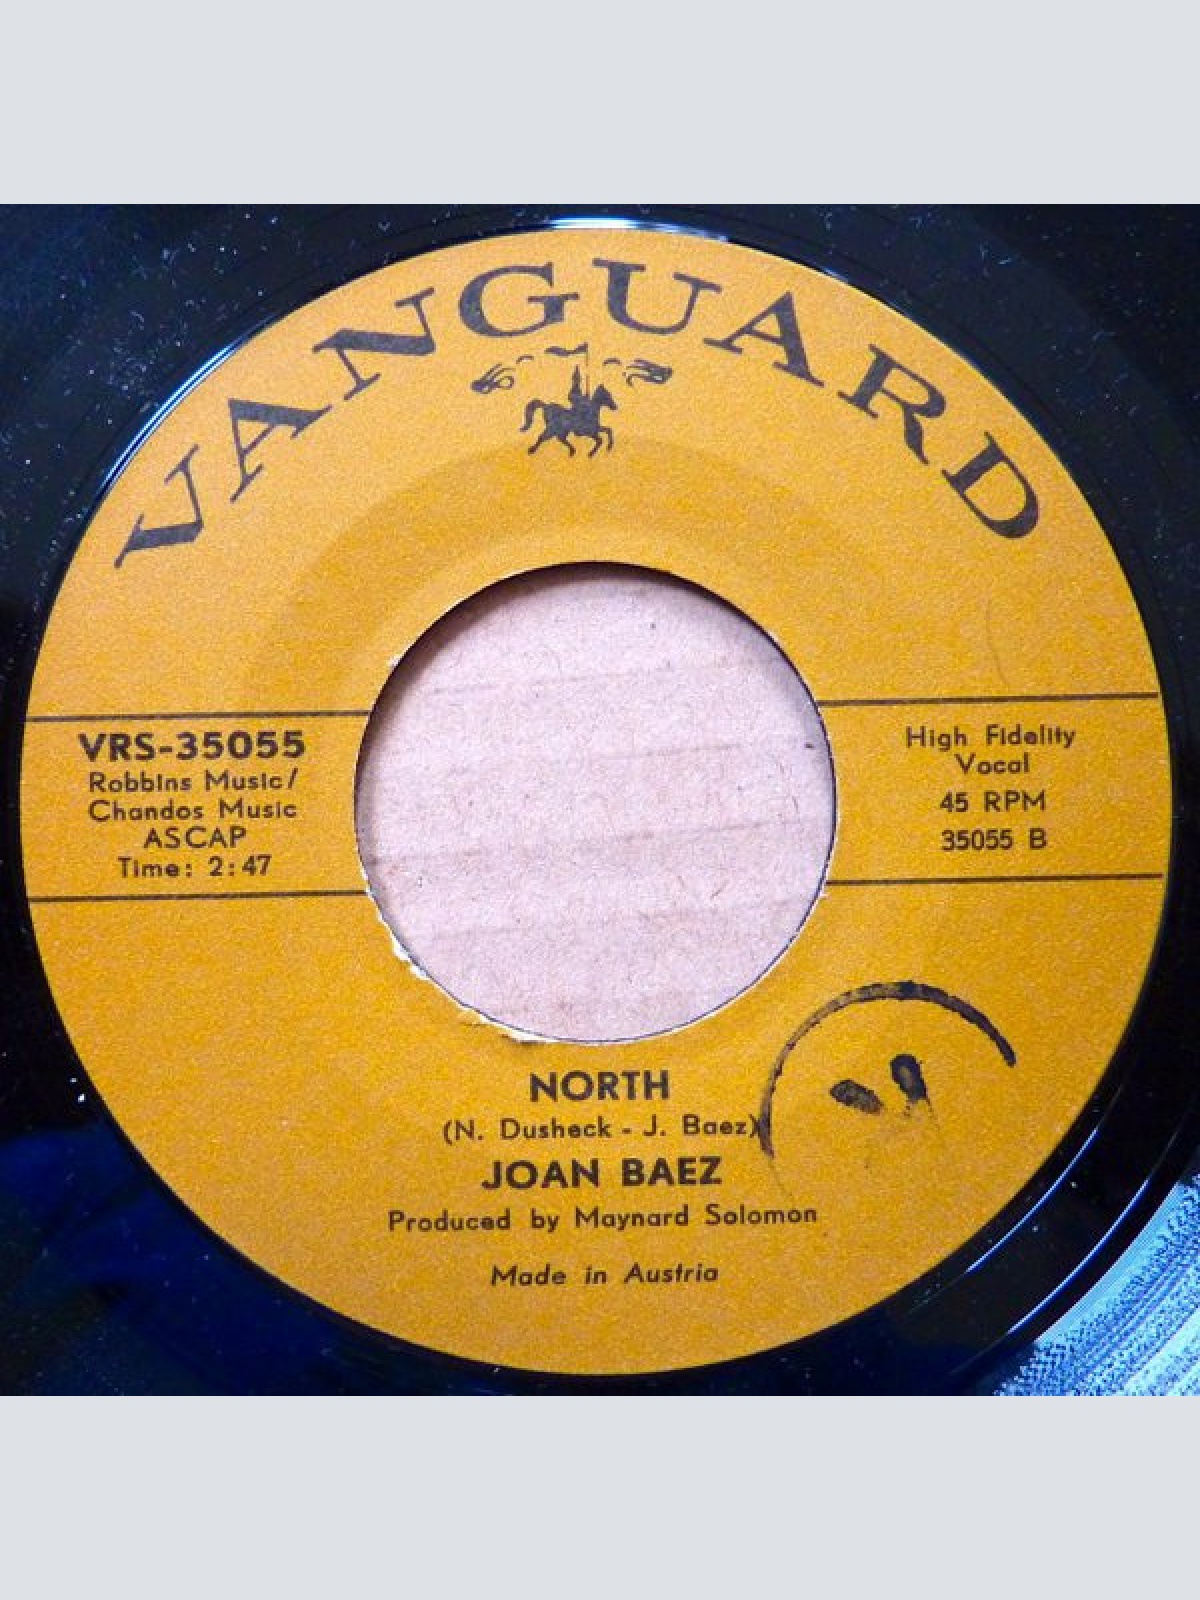 VANGUARD
VRS-35055
Robbins Music/
Chandos Music
ASCAP
Time: 2:47
High Fidelity
Vocal
45 RPM
35055 B
NORTH
(N. Dusheck - J. Baez)
JOAN BAEZ
Produced by Maynard Solomon
Made in Austria